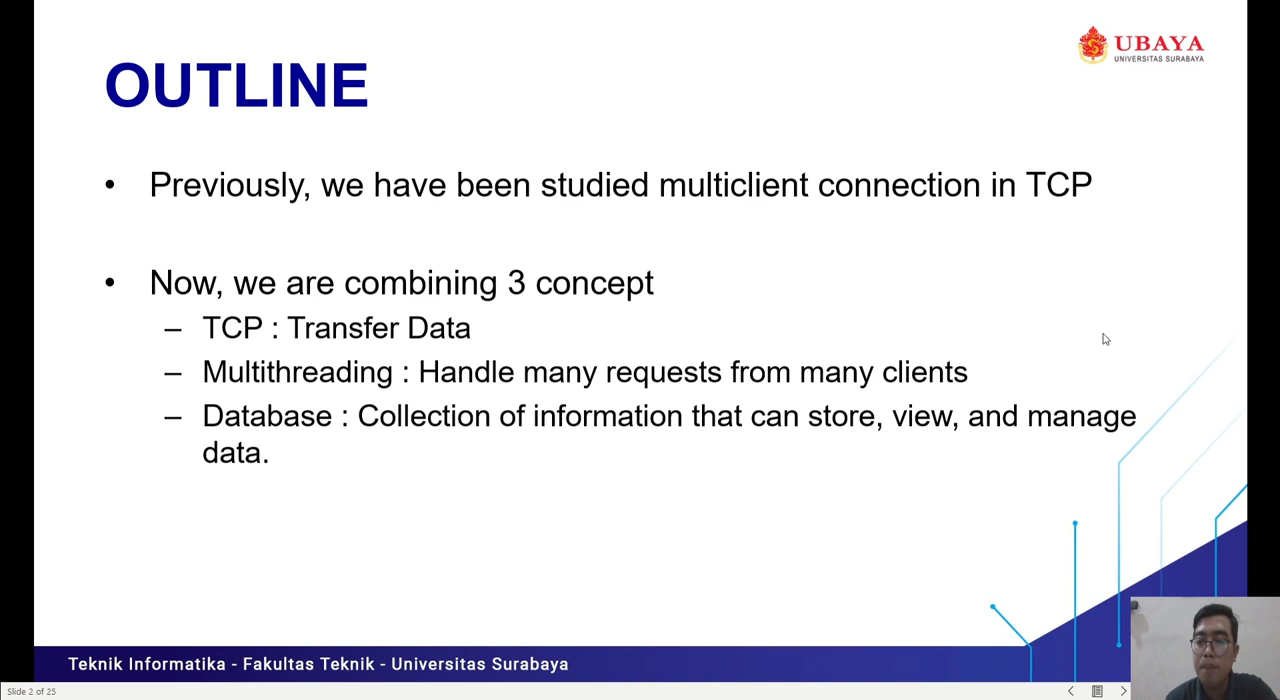 UBAYA
UNIVERSITAS SURABAYA
OUTLINE
• Previously, we have been studied multiclient connection in TCP
• Now, we are combining 3 concept
– TCP : Transfer Data
– Multithreading : Handle many requests from many clients
– Database : Collection of information that can store, view, and manage
data.
Teknik Informatika - Fakultas Teknik - Universitas Surabaya
Slide 2 of 25